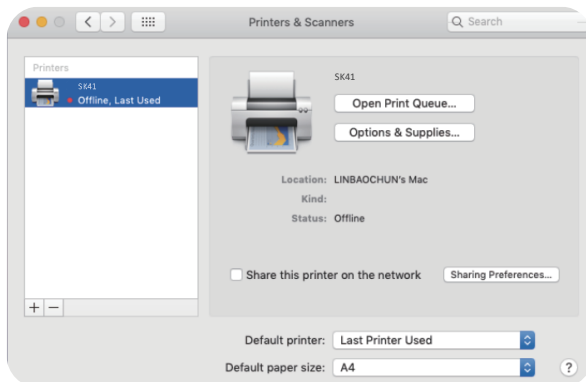 Printers & Scanners
Search
Printers
SK41
Offline, Last Used
SK41
Open Print Queue...
Options & Supplies...
Location: LINBAOCHUN's Mac
Kind:
Status: Offline
Share this printer on the network
Sharing Preferences...
+ −
Default printer: Last Printer Used
Default paper size: A4
?